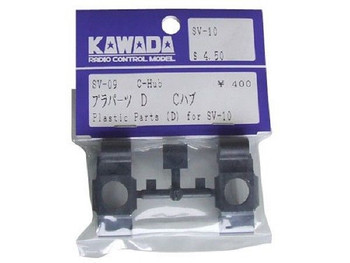 KAWADA
RADIO CONTROL MODEL
SV-10
$ 4.50
SV-09 C-Hub ¥ 400
プラパーツ D Cハブ
Plastic Parts (D) for SV-10